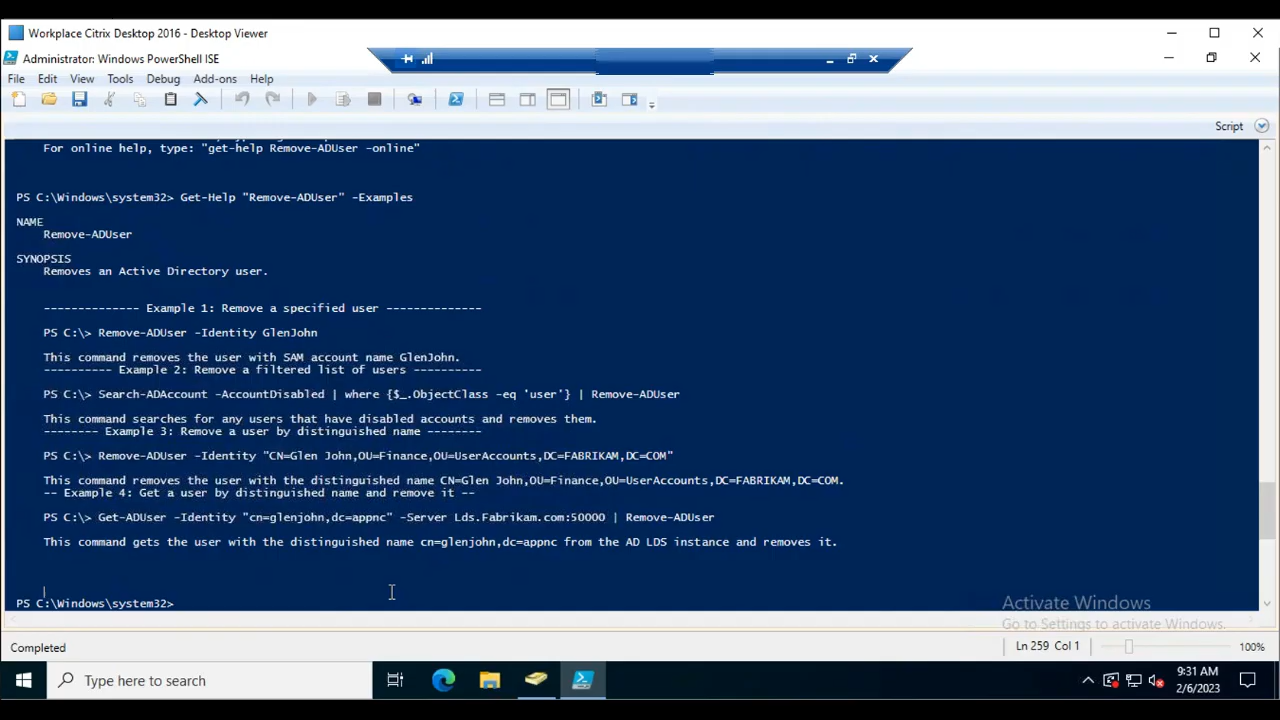 Workplace Citrix Desktop 2016 - Desktop Viewer
Administrator: Windows PowerShell ISE
File Edit View Tools Debug Add-ons Help
Script
For online help, type: "get-help Remove-ADUser -online"
PS C:\Windows\system32> Get-Help "Remove-ADUser" -Examples
NAME
Remove-ADUser
SYNOPSIS
Removes an Active Directory user.
-------------- Example 1: Remove a specified user --------------
PS C:\> Remove-ADUser -Identity GlenJohn
This command removes the user with SAM account name GlenJohn.
---------- Example 2: Remove a filtered list of users ----------
PS C:\> Search-ADAccount -AccountDisabled | where {$_.ObjectClass -eq 'user'} | Remove-ADUser
This command searches for any users that have disabled accounts and removes them.
-------- Example 3: Remove a user by distinguished name --------
PS C:\> Remove-ADUser -Identity "CN=Glen John,OU=Finance,OU=UserAccounts,DC=FABRIKAM,DC=COM"
This command removes the user with the distinguished name CN=Glen John,OU=Finance,OU=UserAccounts,DC=FABRIKAM,DC=COM.
-- Example 4: Get a user by distinguished name and remove it --
PS C:\> Get-ADUser -Identity "cn=glenjohn,dc=appnc" -Server Lds.Fabrikam.com:50000 | Remove-ADUser
This command gets the user with the distinguished name cn=glenjohn,dc=appnc from the AD LDS instance and removes it.
PS C:\Windows\system32>
Activate Windows
Go to Settings to activate Windows.
Completed
Ln 259 Col 1
100%
Type here to search
9:31 AM
2/6/2023